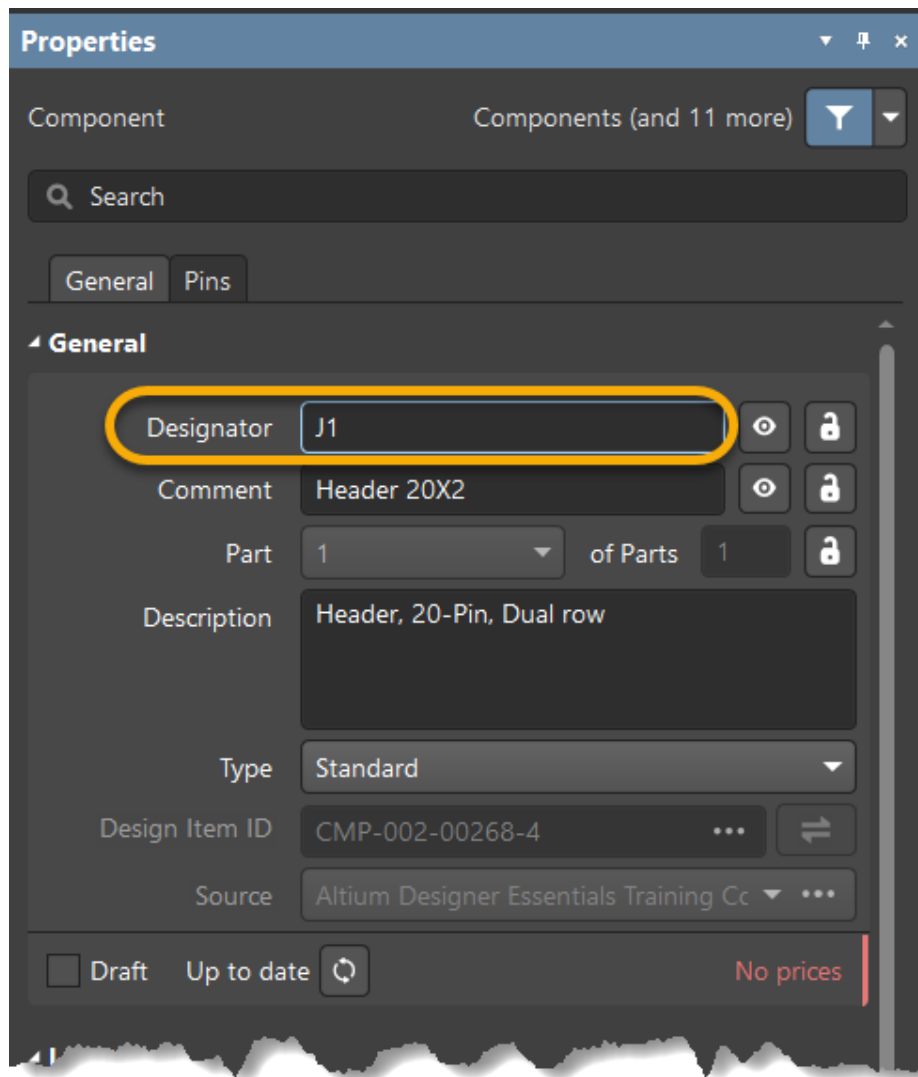 Properties
Component Components (and 11 more)
Search
General Pins
General
Designator J1
Comment Header 20X2
Part 1 of Parts 1
Description Header, 20-Pin, Dual row
Type Standard
Design Item ID CMP-002-00268-4
Source Altium Designer Essentials Training
Draft Up to date No prices